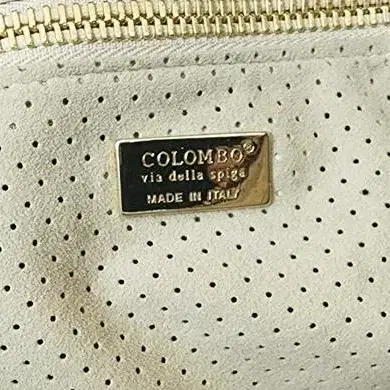 COLOMBO®
via della spiga
MADE IN ITALY